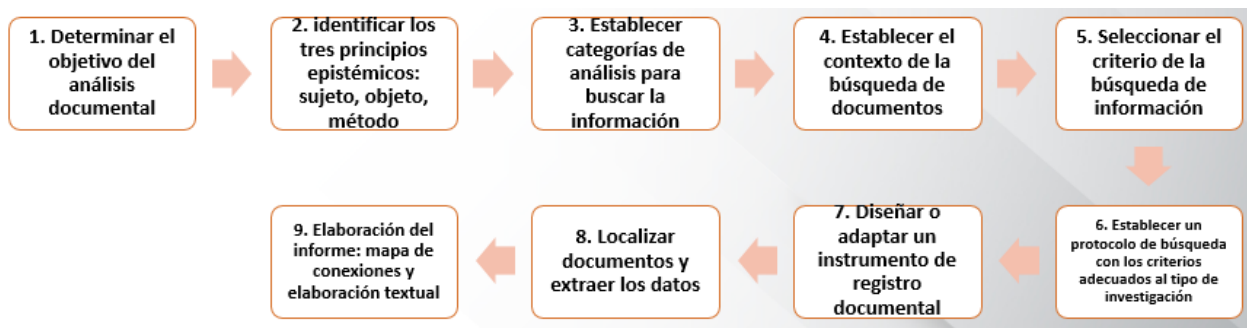 1. Determinar el
objetivo del
análisis
documental
2. identificar los
tres principios
epistémicos:
sujeto, objeto,
método
3. Establecer
categorías de
análisis para
buscar la
información
4. Establecer el
contexto de la
búsqueda de
documentos
5. Seleccionar el
criterio de la
búsqueda de
información
6. Establecer un
protocolo de búsqueda
con los criterios
adecuados al tipo de
investigación
7. Diseñar o
adaptar un
instrumento de
registro
documental
8. Localizar
documentos y
extraer los datos
9. Elaboración del
informe: mapa de
conexiones y
elaboración textual